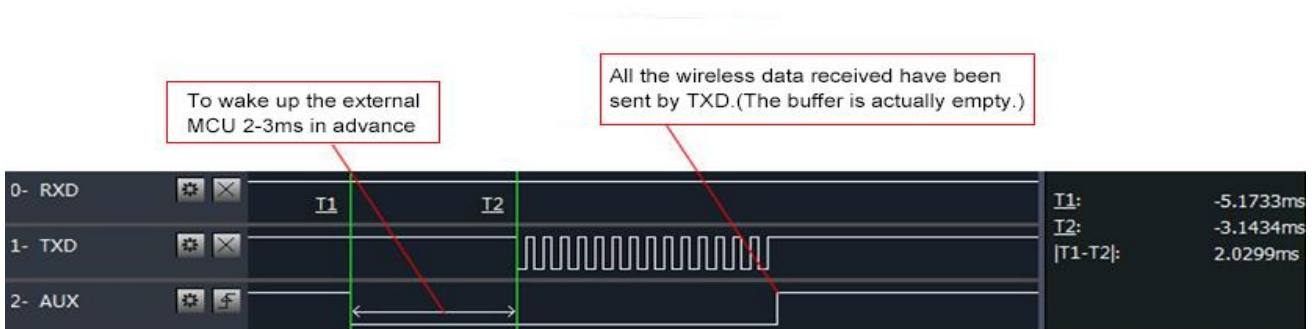 To wake up the external
MCU 2-3ms in advance
All the wireless data received have been
sent by TXD.(The buffer is actually empty.)
0- RXD
T1
T2
1- TXD
2- AUX
T1: -5.1733ms
T2: -3.1434ms
|T1-T2|: 2.0299ms